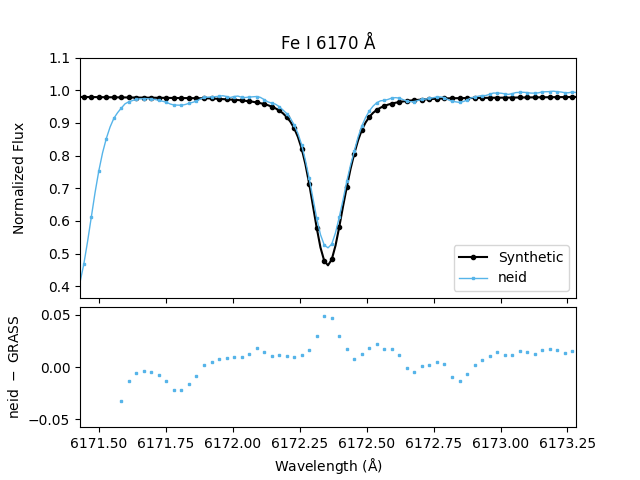 Fe I 6170 Å
1.1
1.0
0.9
0.8
0.7
0.6
0.5
0.4
Normalized Flux
Synthetic
neid
0.05
0.00
−0.05
neid − GRASS
6171.50 6171.75 6172.00 6172.25 6172.50 6172.75 6173.00 6173.25
Wavelength (Å)